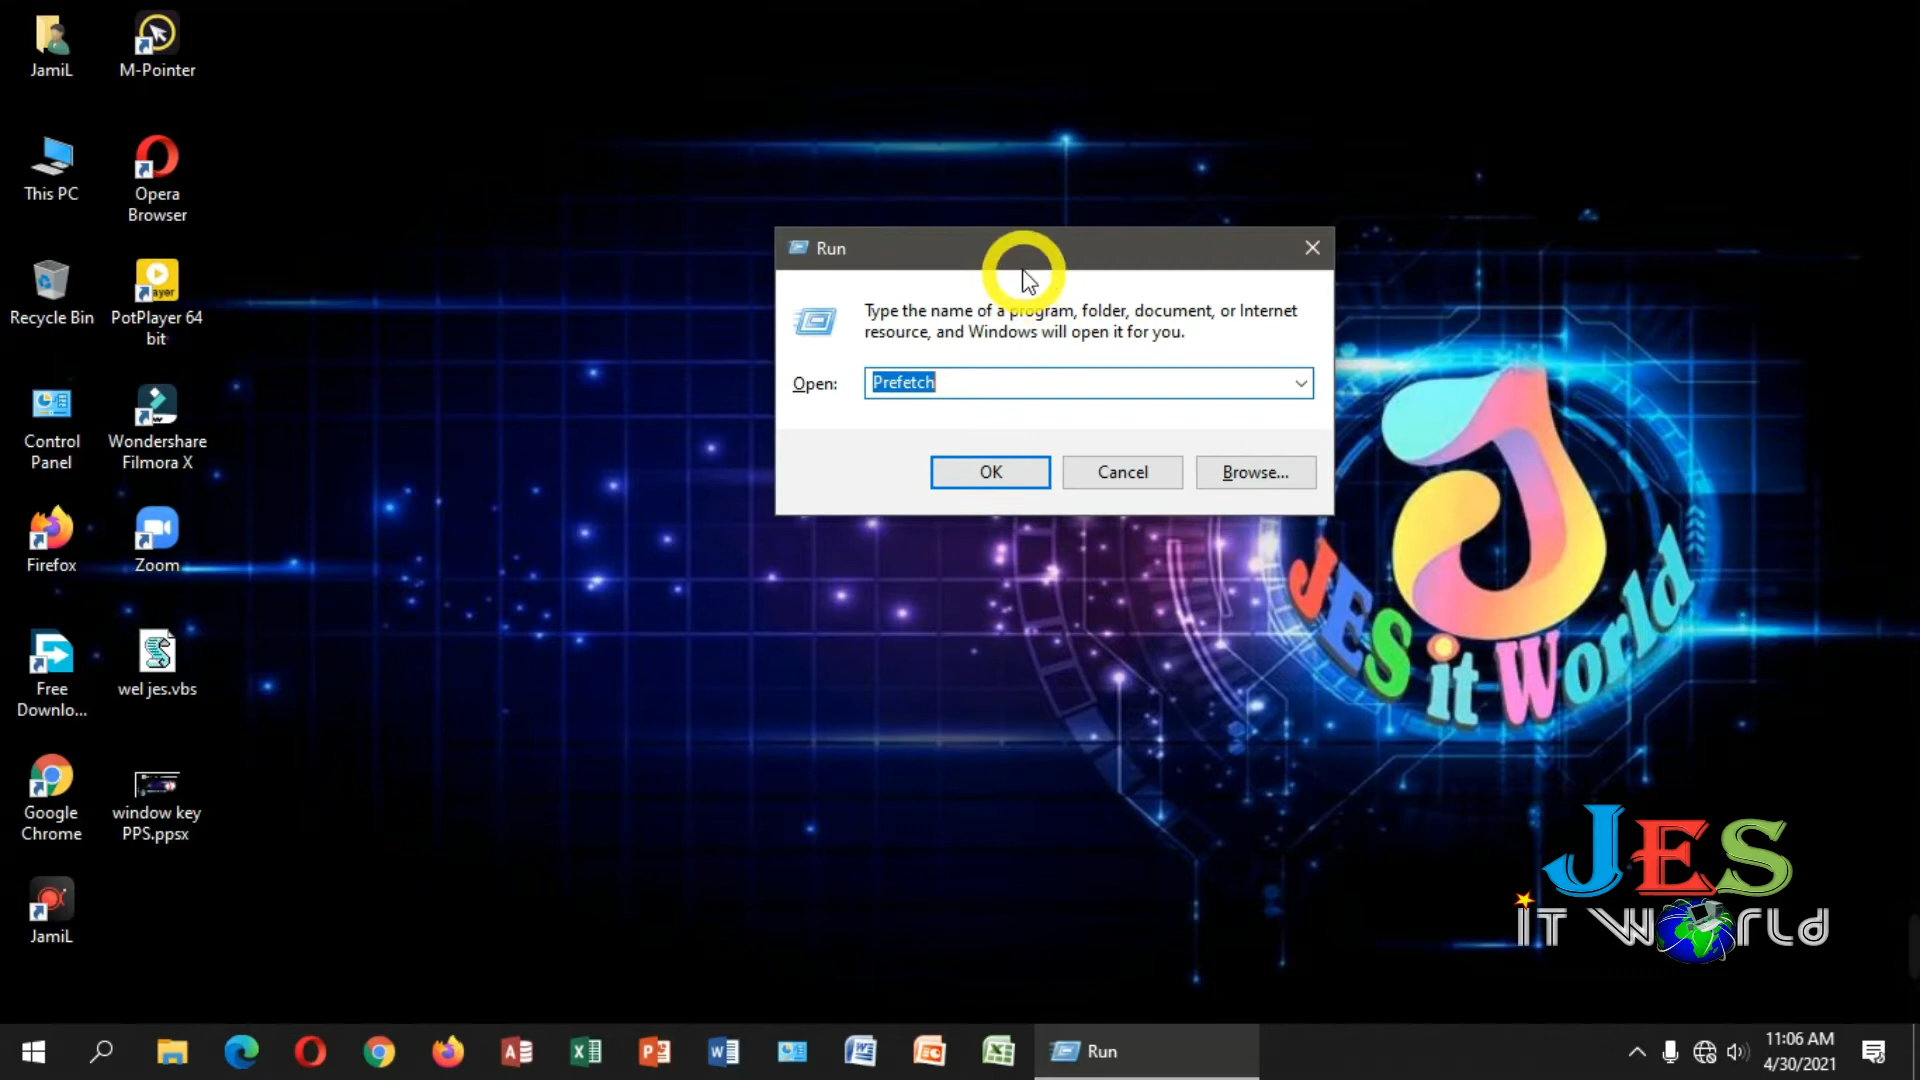 JamiL
M-Pointer
This PC
Opera
Browser
Recycle Bin
PotPlayer 64
bit
ayer
Control
Panel
Wondershare
Filmora X
Firefox
Zoom
Free
Downlo...
wel jes.vbs
Google
Chrome
window key
PPS.ppsx
JamiL
Run
Type the name of a program, folder, document, or Internet
resource, and Windows will open it for you.
Open:
Prefetch
OK
Cancel
Browse...
JES it World
JES
iT World
Run
11:06 AM
4/30/2021